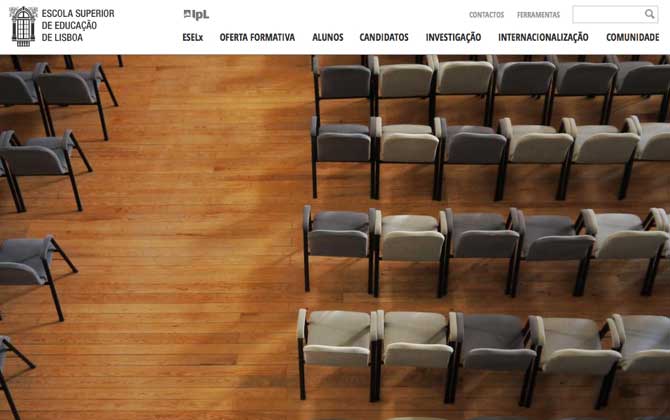 ESCOLA SUPERIOR
DE EDUCAÇÃO
DE LISBOA
IpL
CONTACTOS FERRAMENTAS
ESELx OFERTA FORMATIVA ALUNOS CANDIDATOS INVESTIGAÇÃO INTERNACIONALIZAÇÃO COMUNIDADE